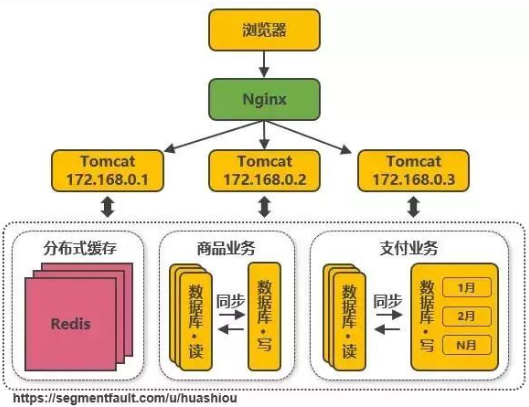 浏览器
Nginx
Tomcat
172.168.0.1
Tomcat
172.168.0.2
Tomcat
172.168.0.3
分布式缓存
Redis
商品业务
数据库·读
同步
数据库·写
支付业务
数据库·读
同步
数据库·写
1月
2月
N月
https://segmentfault.com/u/huashiou